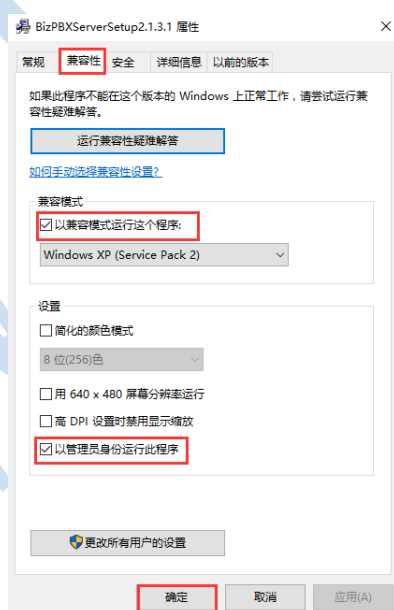 BizPBXServerSetup2.1.3.1 属性
常规 兼容性 安全 详细信息 以前的版本
如果此程序不能在这个版本的 Windows 上正常工作，请尝试运行兼
容性疑难解答。
运行兼容性疑难解答
如何手动选择兼容性设置?
兼容模式
以兼容模式运行这个程序:
Windows XP (Service Pack 2)
设置
简化的颜色模式
8 位(256)色
用 640 x 480 屏幕分辨率运行
高 DPI 设置时禁用显示缩放
以管理员身份运行此程序
更改所有用户的设置
确定 取消 应用(A)